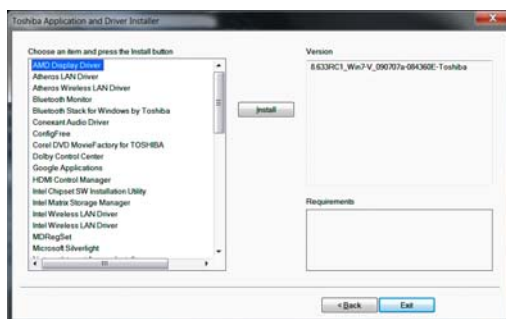 Toshiba Application and Driver Installer
Choose an item and press the Install button
AMD Display Driver
Atheros LAN Driver
Atheros Wireless LAN Driver
Bluetooth Monitor
Bluetooth Stack for Windows by Toshiba
Conexant Audio Driver
ConfigFree
Corel DVD MovieFactory for TOSHIBA
Dolby Control Center
Google Applications
HDMI Control Manager
Intel Chipset SW Installation Utility
Intel Matrix Storage Manager
Intel Wireless LAN Driver
Intel Wireless LAN Driver
MDRegSet
Microsoft Silverlight
Install
Version
8.633RC1_Win7-V_090707a-084360E-Toshiba
Requirements
< Back
Exit